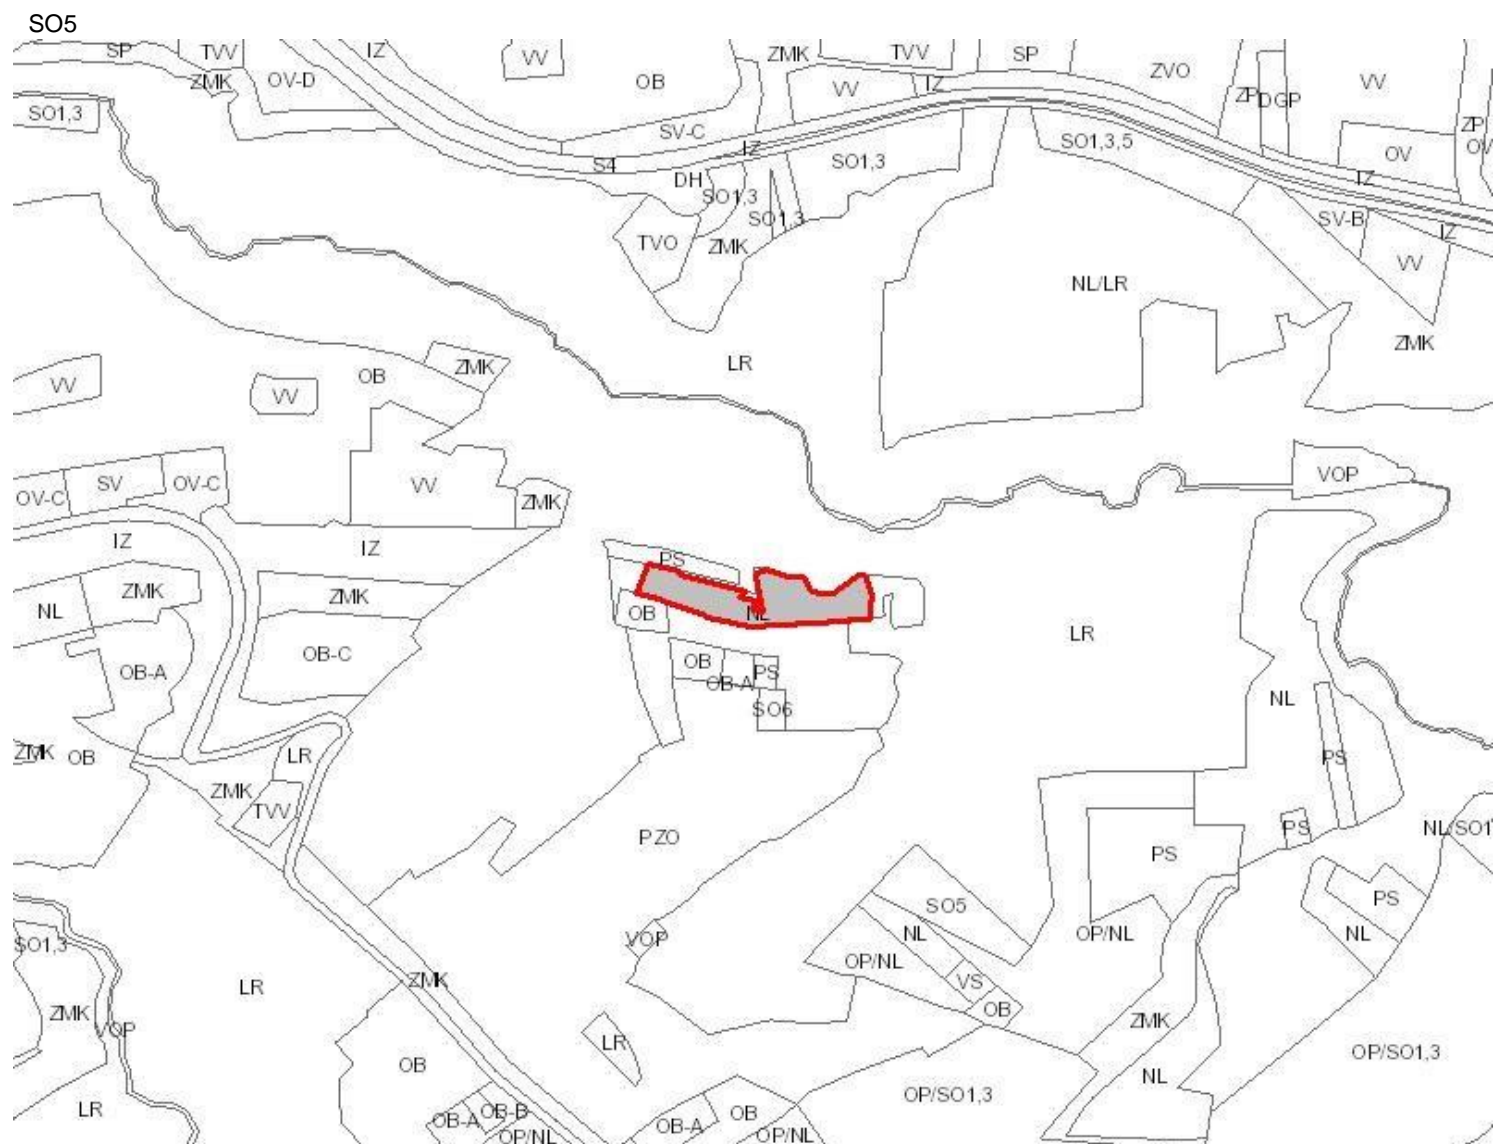 SO5
SP
TVV
IZ
VV
OB
ZMK
TVV
SP
ZVO
VV
ZMK
OV-D
VV
IZ
ZP
DGP
SO1,3
SV-C
IZ
SO1,3
SO1,3,5
OV
ZP
OV
S4
DH
SO1,3
IZ
SO1,3
SV-B
IZ
TVO
ZMK
VV
NL/LR
ZMK
LR
ZMK
OB
VV
VV
VOP
OV-C
SV
OV-C
VV
ZMK
IZ
IZ
PS
NL
ZMK
ZMK
OB
NL
LR
OB-C
OB-A
OB
OB-A
PS
SO6
NL
ZMK
OB
LR
PS
ZMK
TVV
PZO
PS
NL/SO1
PS
SO5
PS
SO1,3
VOP
NL
OP/NL
NL
OP/NL
VS
LR
ZMK
OB
ZMK
VOP
ZMK
LR
OB
OP/SO1,3
NL
OP/SO1,3
LR
OB-A
OB-B
OB-A
OB
OP/NL
OP/NL